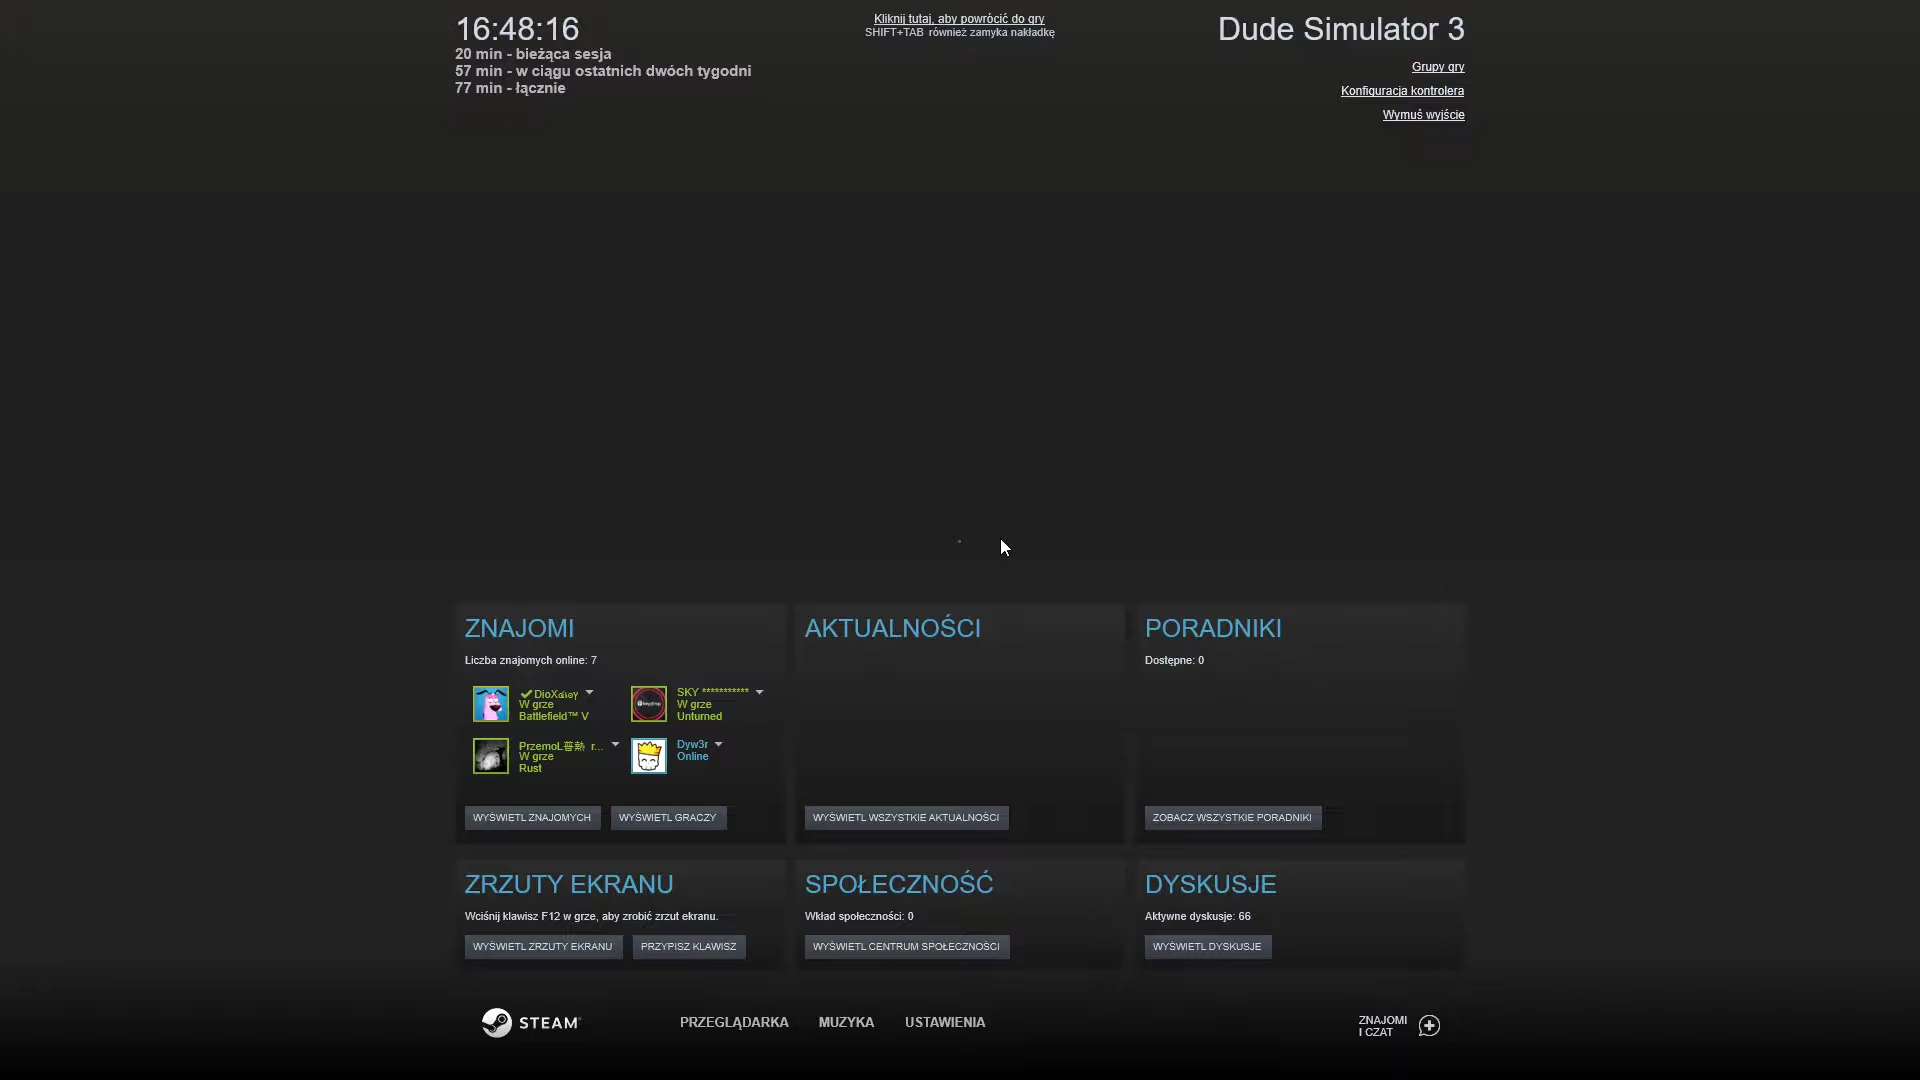 16:48:16
20 min - bieżąca sesja
57 min - w ciągu ostatnich dwóch tygodni
77 min - łącznie
Kliknij tutaj, aby powrócić do gry
SHIFT+TAB również zamyka nakładkę
Dude Simulator 3
Grupy gry
Konfiguracja kontrolera
Wymuś wyjście
ZNAJOMI
Liczba znajomych online: 7
W grze
Battlefield™ V
SKY ***********
W grze
Unturned
PrzemoL
W grze
Rust
Dyw3r
Online
WYŚWIETL ZNAJOMYCH
WYŚWIETL GRACZY
AKTUALNOŚCI
WYŚWIETL WSZYSTKIE AKTUALNOŚCI
PORADNIKI
Dostępne: 0
ZOBACZ WSZYSTKIE PORADNIKI
ZRZUTY EKRANU
Wciśnij klawisz F12 w grze, aby zrobić zrzut ekranu.
WYŚWIETL ZRZUTY EKRANU
PRZYPISZ KLAWISZ
SPOŁECZNOŚĆ
Wkład społeczności: 0
WYŚWIETL CENTRUM SPOŁECZNOŚCI
DYSKUSJE
Aktywne dyskusje: 66
WYŚWIETL DYSKUSJE
STEAM
PRZEGLĄDARKA
MUZYKA
USTAWIENIA
ZNAJOMI
I CZAT